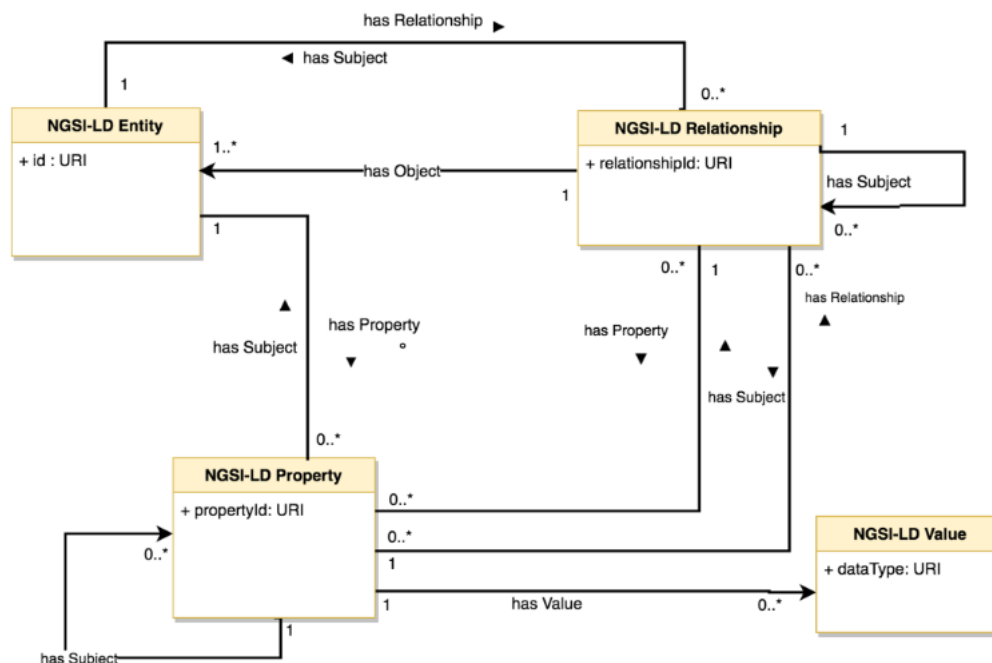 has Relationship
has Subject
1
0..*
NGSI-LD Entity
+ id : URI
1..*
has Object
1
NGSI-LD Relationship
+ relationshipId: URI
1
has Subject
0..*
1
0..*
1
0..*
has Relationship
has Subject
has Property
has Property
has Subject
0..*
NGSI-LD Property
+ propertyId: URI
0..*
0..*
1
0..*
1
has Value
0..*
NGSI-LD Value
+ dataType: URI
1
has Subject